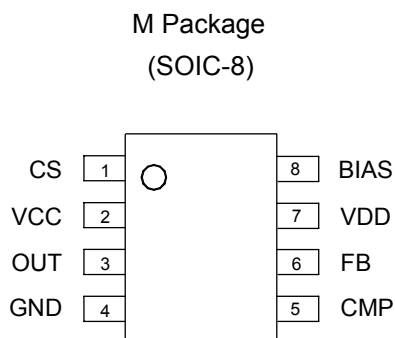 M Package
(SOIC-8)
CS 1 8 BIAS
VCC 2 7 VDD
OUT 3 6 FB
GND 4 5 CMP